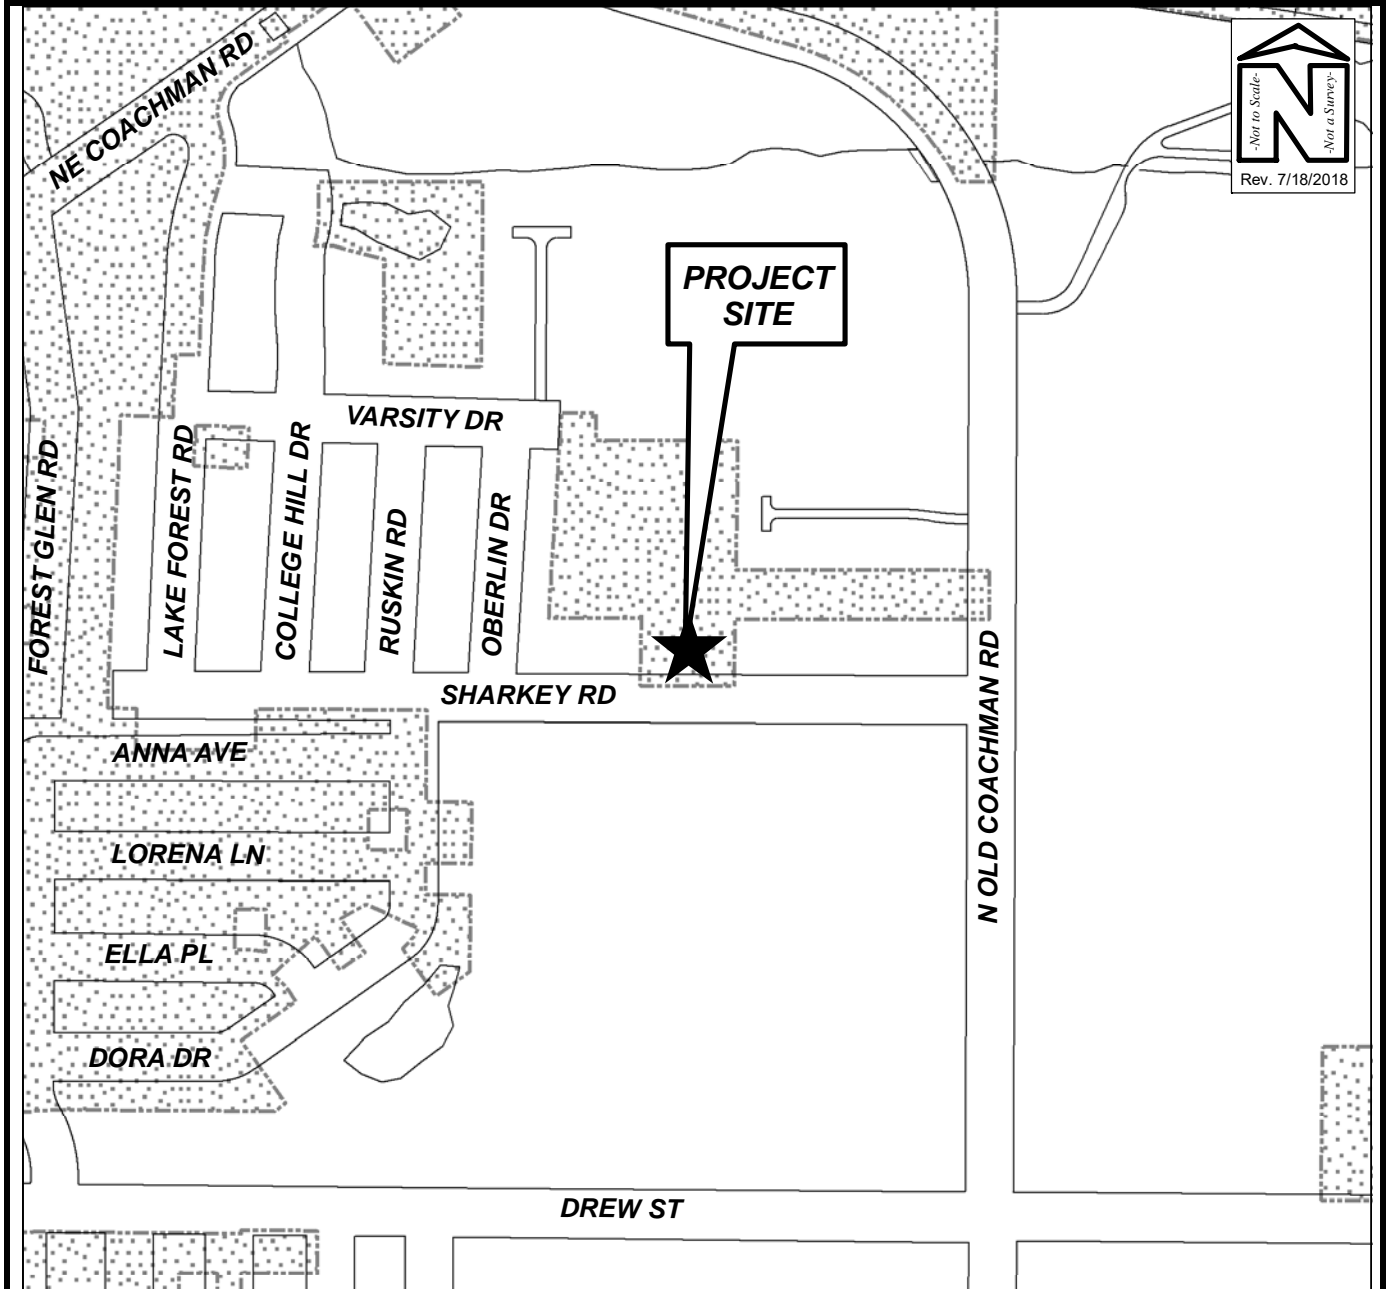 NE COACHMAN RD
-Not to Scale-
-Not a Survey-
N
Rev. 7/18/2018
PROJECT
SITE
VARSITY DR
FOREST GLEN RD
LAKE FOREST RD
COLLEGE HILL DR
RUSKIN RD
OBERLIN DR
SHARKEY RD
N OLD COACHMAN RD
ANNA AVE
LORENA LN
ELLA PL
DORA DR
DREW ST